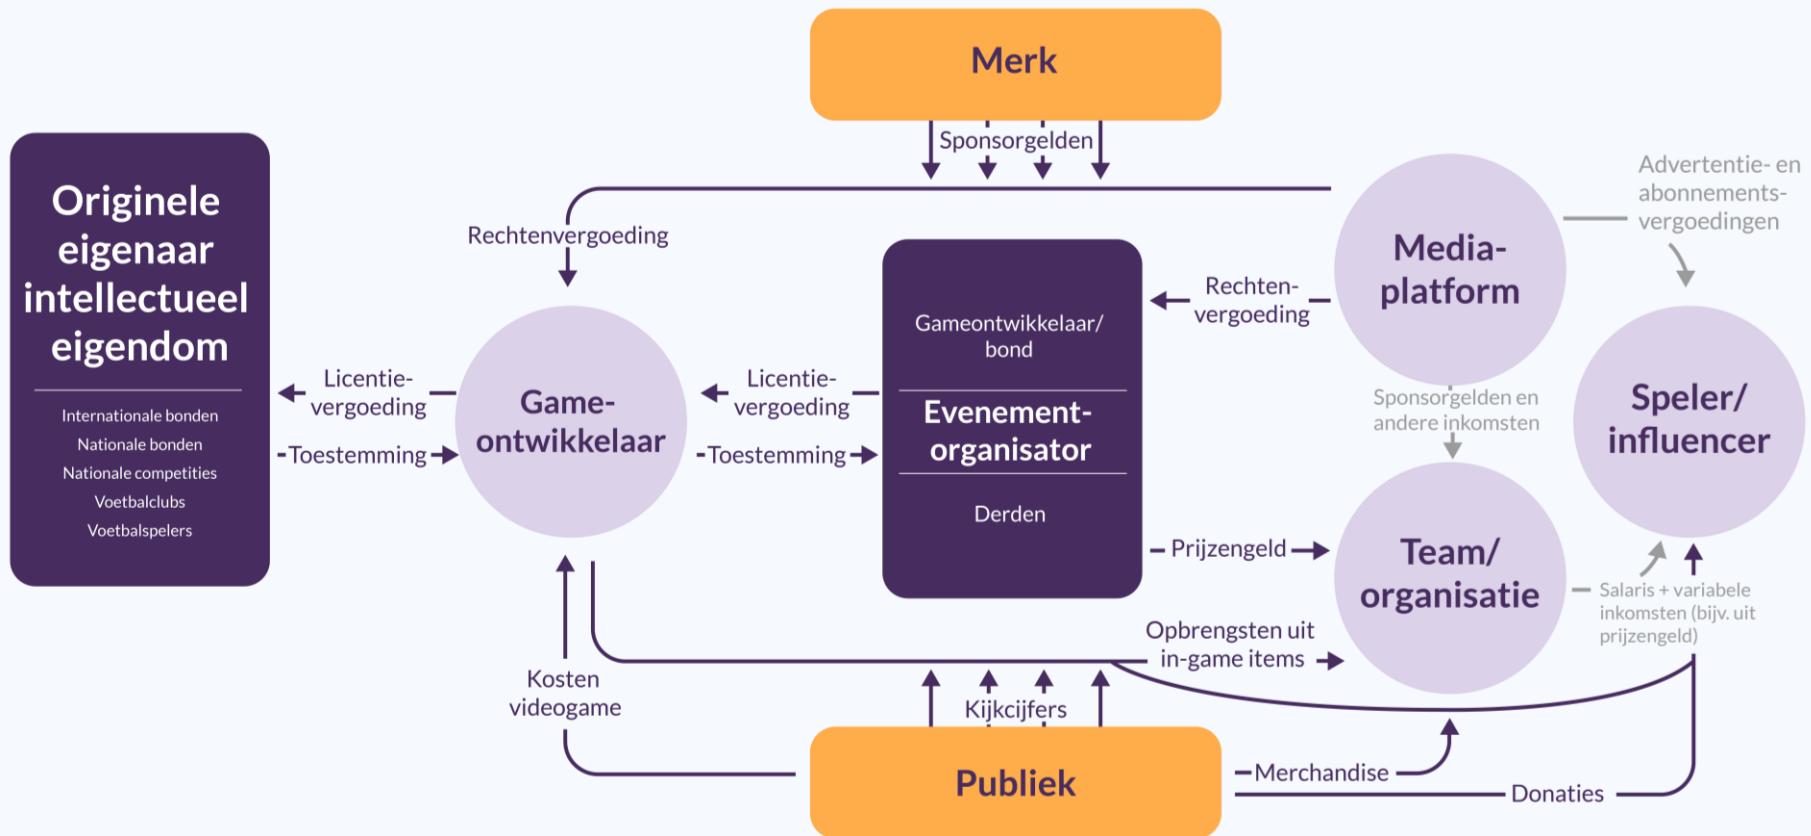 Merk
Sponsorgelden
Originele
eigenaar
intellectueel
eigendom
Internationale bonden
Nationale bonden
Nationale competities
Voetbalclubs
Voetbalspelers
Rechtenvergoeding
Licentie-
vergoeding
Toestemming
Game-
ontwikkelaar
Licentie-
vergoeding
Toestemming
Gameontwikkelaar/
bond
Evenement-
organisator
Derden
Rechten-
vergoeding
Media-
platform
Advertentie- en
abonnements-
vergoedingen
Sponsorgelden en
andere inkomsten
Speler/
influencer
Prijzengeld
Team/
organisatie
Salaris + variabele
inkomsten (bijv. uit
prijzengeld)
Opbrengsten uit
in-game items
Kosten
videogame
Kijkcijfers
Publiek
Merchandise
Donaties